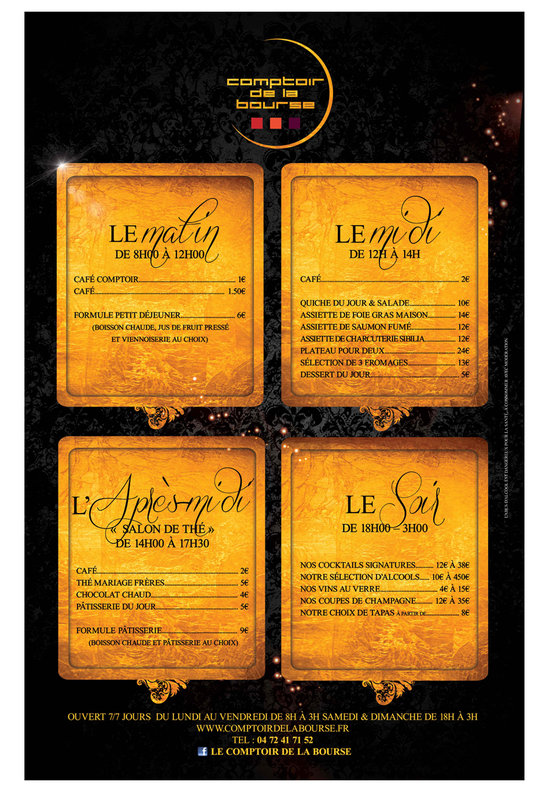 comptoir
de la
bourse
LE matin
DE 8H00 À 12H00
CAFÉ COMPTOIR 1€
CAFÉ 1.50€
FORMULE PETIT DÉJEUNER 6€
(BOISSON CHAUDE, JUS DE FRUIT PRESSÉ
ET VIENNOISERIE AU CHOIX)
LE midi
DE 12H À 14H
CAFÉ 2€
QUICHE DU JOUR & SALADE 10€
ASSIETTE DE FOIE GRAS MAISON 14€
ASSIETTE DE SAUMON FUMÉ 12€
ASSIETTE DE CHARCUTERIE SIBILIA 12€
PLATEAU POUR DEUX 24€
SÉLECTION DE 3 FROMAGES 13€
DESSERT DU JOUR 5€
L'Après-midi
« SALON DE THÉ »
DE 14H00 À 17H30
CAFÉ 2€
THÉ MARIAGE FRÈRES 5€
CHOCOLAT CHAUD 4€
PÂTISSERIE DU JOUR 5€
FORMULE PÂTISSERIE 9€
(BOISSON CHAUDE ET PÂTISSERIE AU CHOIX)
LE Soir
DE 18H00 – 3H00
NOS COCKTAILS SIGNATURES 12€ À 38€
NOTRE SÉLECTION D'ALCOOLS 10€ À 450€
NOS VINS AU VERRE 4€ À 15€
NOS COUPES DE CHAMPAGNE 12€ À 35€
NOTRE CHOIX DE TAPAS À PARTIR DE 8€
L'ABUS D'ALCOOL EST DANGEREUX POUR LA SANTÉ, À CONSOMMER AVEC MODÉRATION
OUVERT 7/7 JOURS DU LUNDI AU VENDREDI DE 8H À 3H SAMEDI & DIMANCHE DE 18H À 3H
WWW.COMPTOIRDELABOURSE.FR
TEL : 04 72 41 71 52
f LE COMPTOIR DE LA BOURSE